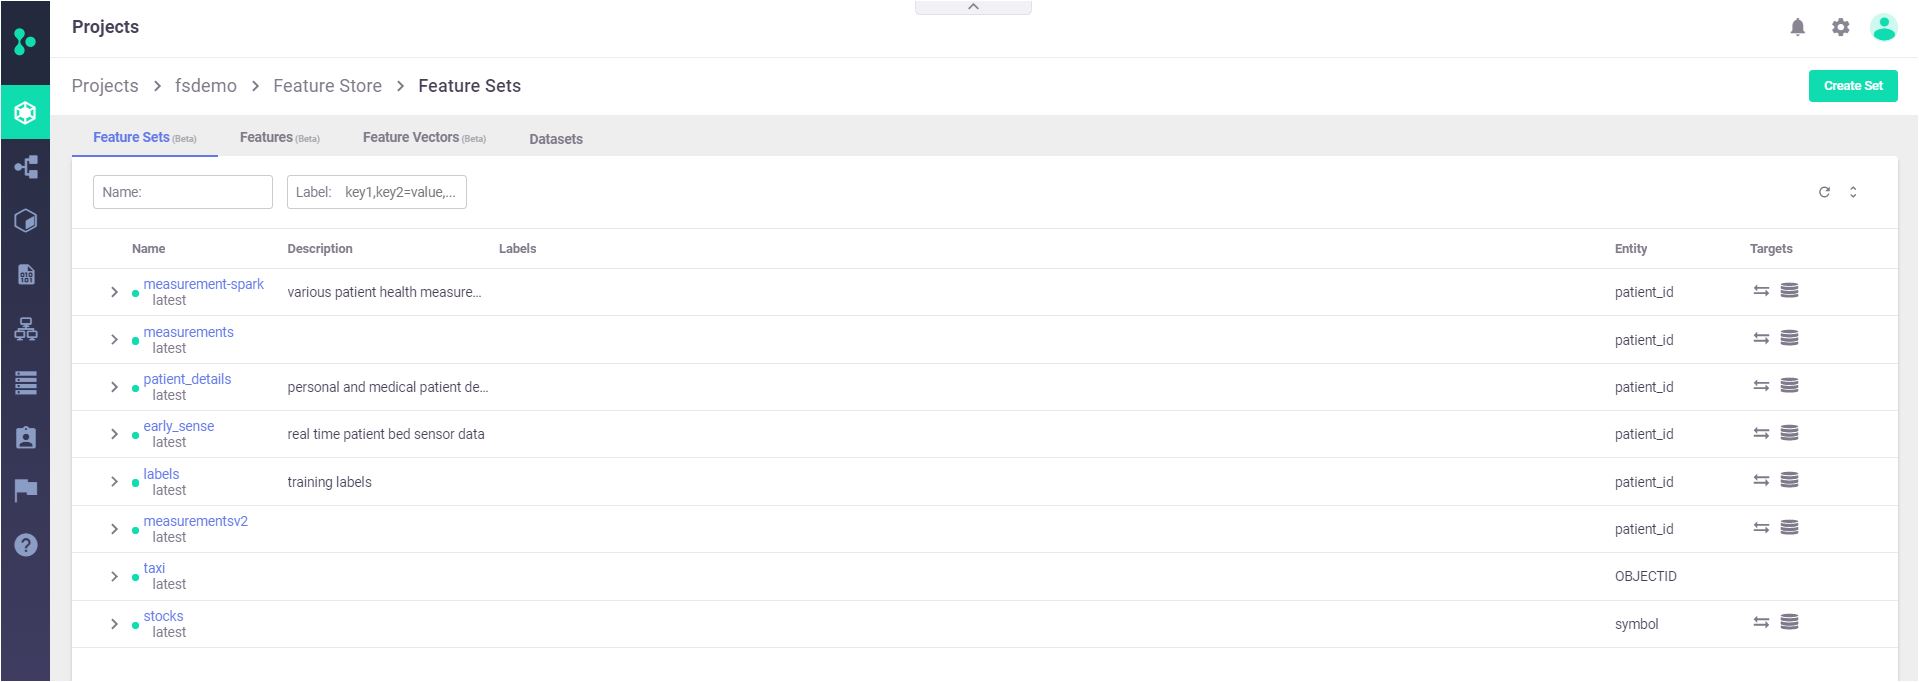 Projects
Projects > fsdemo > Feature Store > Feature Sets
Create Set
Feature Sets (Beta) Features (Beta) Feature Vectors (Beta) Datasets
Name: Label: key1,key2=value,...
Name Description Labels Entity Targets
measurement-spark
latest
various patient health measure... patient_id
measurements
latest
patient_id
patient_details
latest
personal and medical patient de... patient_id
early_sense
latest
real time patient bed sensor data patient_id
labels
latest
training labels patient_id
measurementsv2
latest
patient_id
taxi
latest
OBJECTID
stocks
latest
symbol